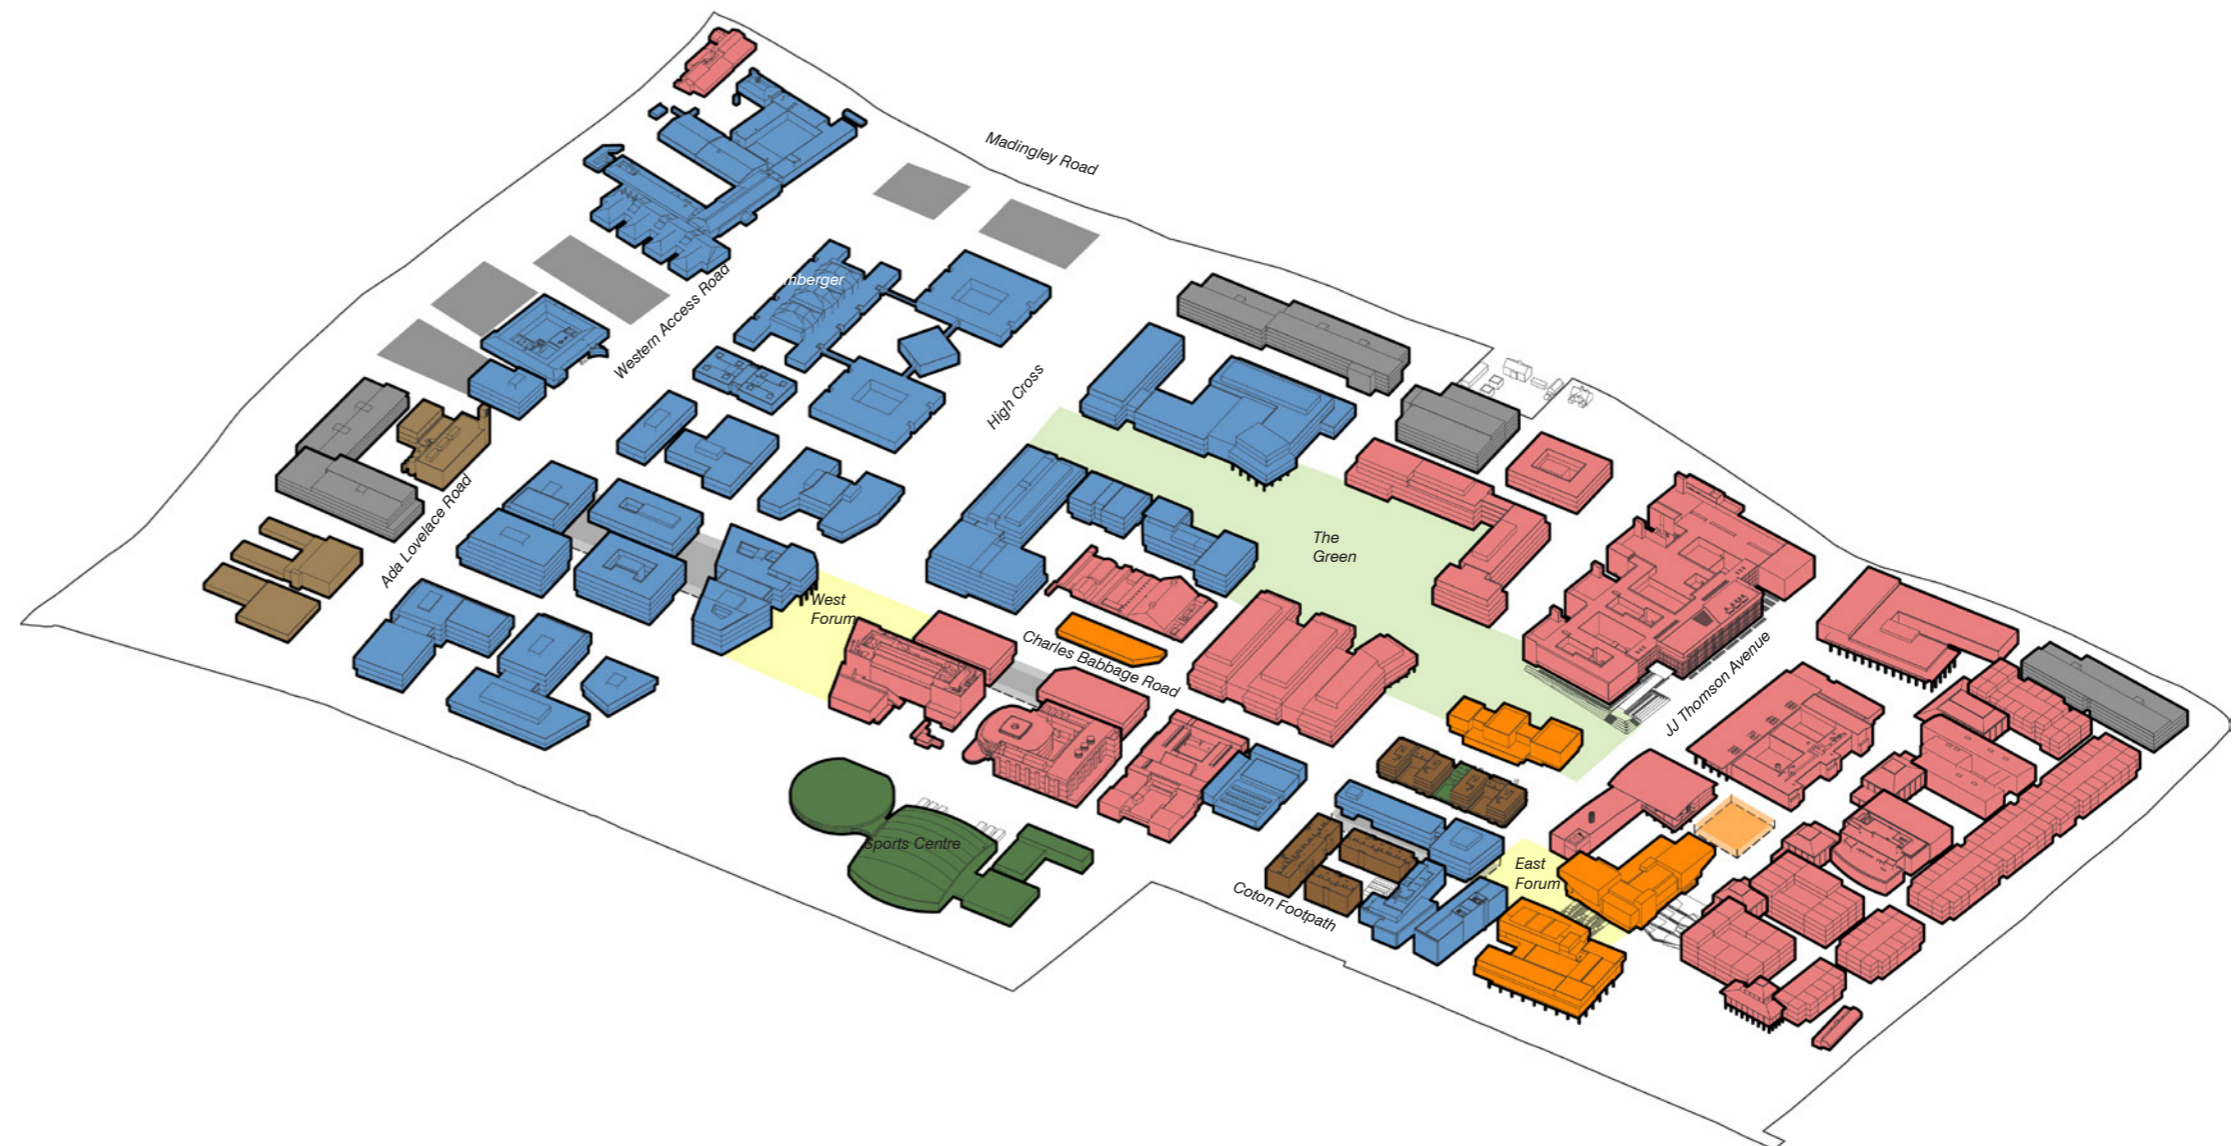 Madingley Road
mberger
Western Access Road
High Cross
Ada Lovelace Road
The
Green
West
Forum
Charles Babbage Road
JJ Thomson Avenue
Sports Centre
East
Forum
Coton Footpath